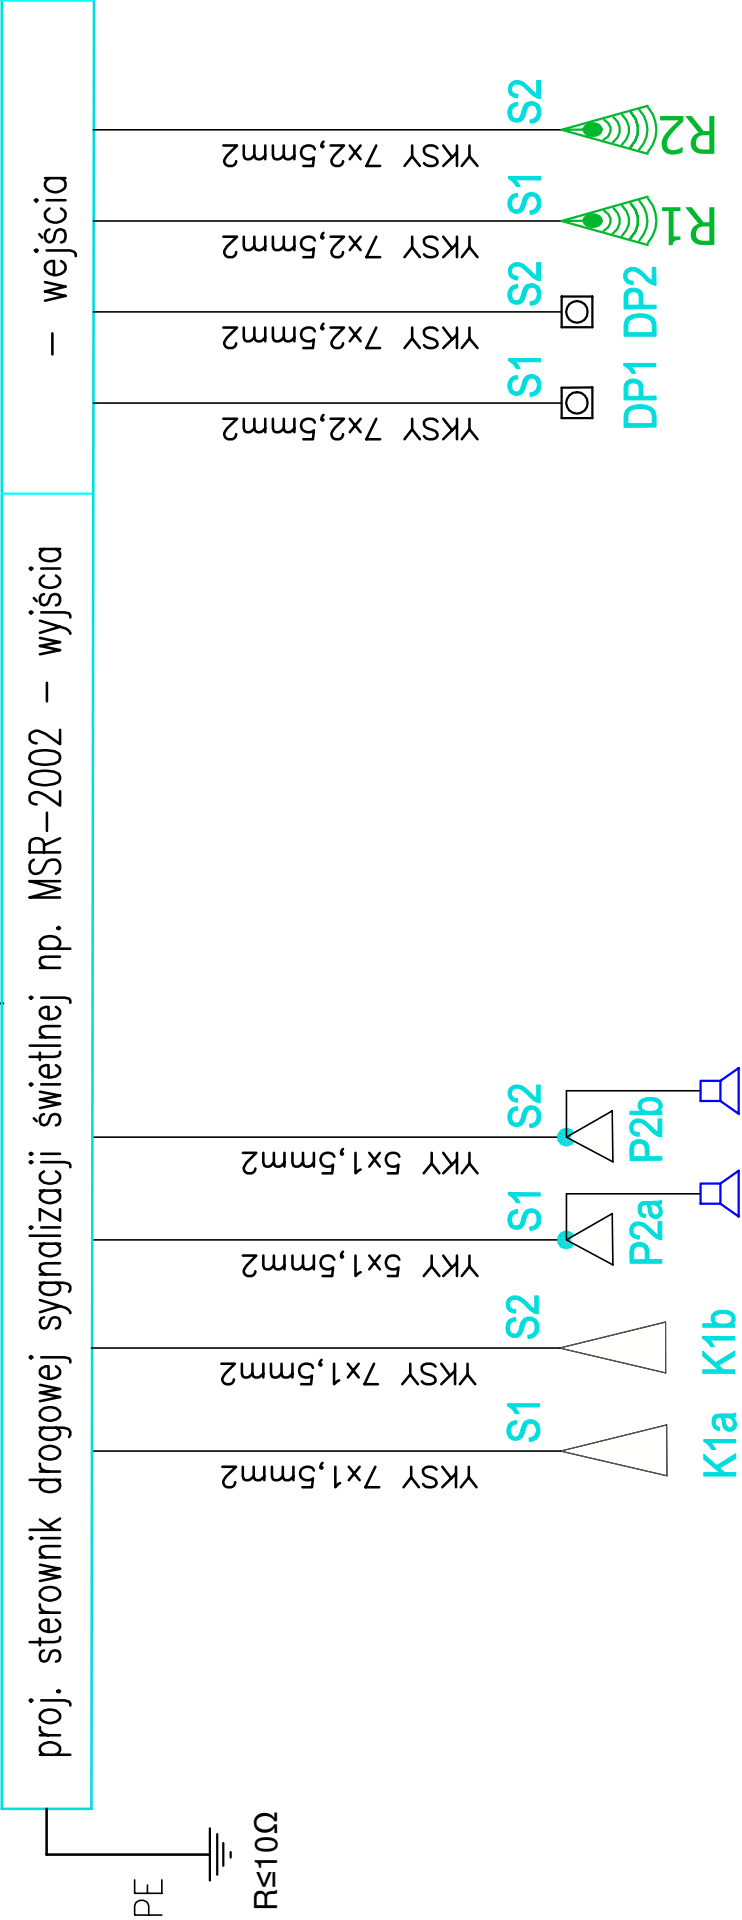 proj. sterownik drogowej sygnalizacji świetlnej np. MSR-2002 - wyjścia
- wejścia
PE
R≤10Ω
YKSY 7x1,5mm2
S1
K1a
YKSY 7x1,5mm2
S2
K1b
YKY 5x1,5mm2
S1
P2a
YKY 5x1,5mm2
S2
P2b
YKSY 7x2,5mm2
S1
DP1
YKSY 7x2,5mm2
S2
DP2
YKSY 7x2,5mm2
S1
R1
YKSY 7x2,5mm2
S2
R2